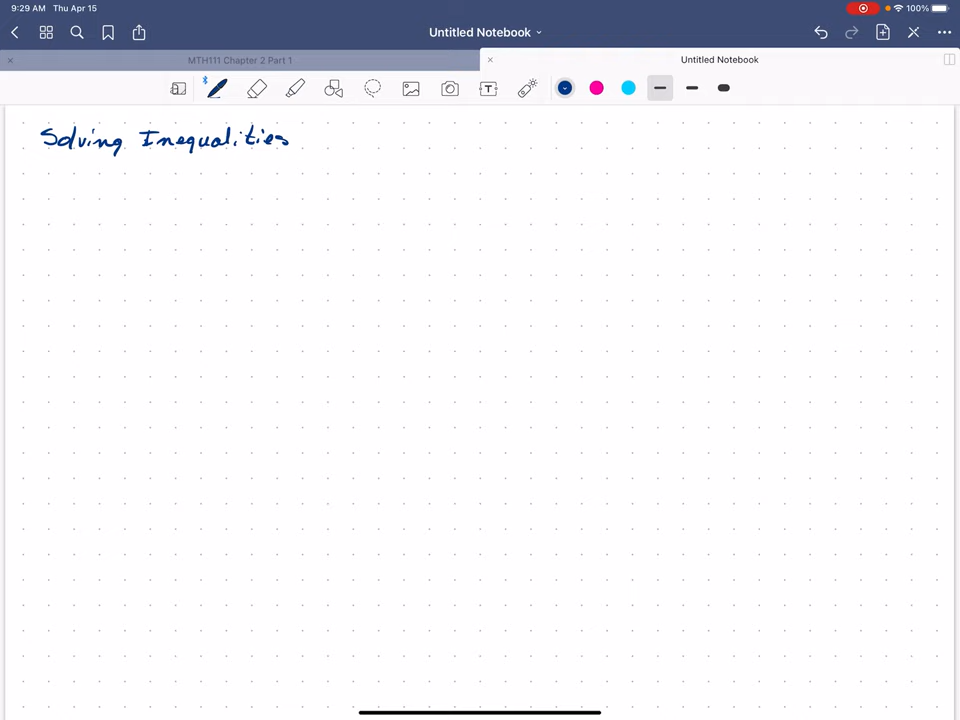 9:29 AM Thu Apr 15
100%
Untitled Notebook
MTH111 Chapter 2 Part 1
Untitled Notebook
T
Solving Inequalities